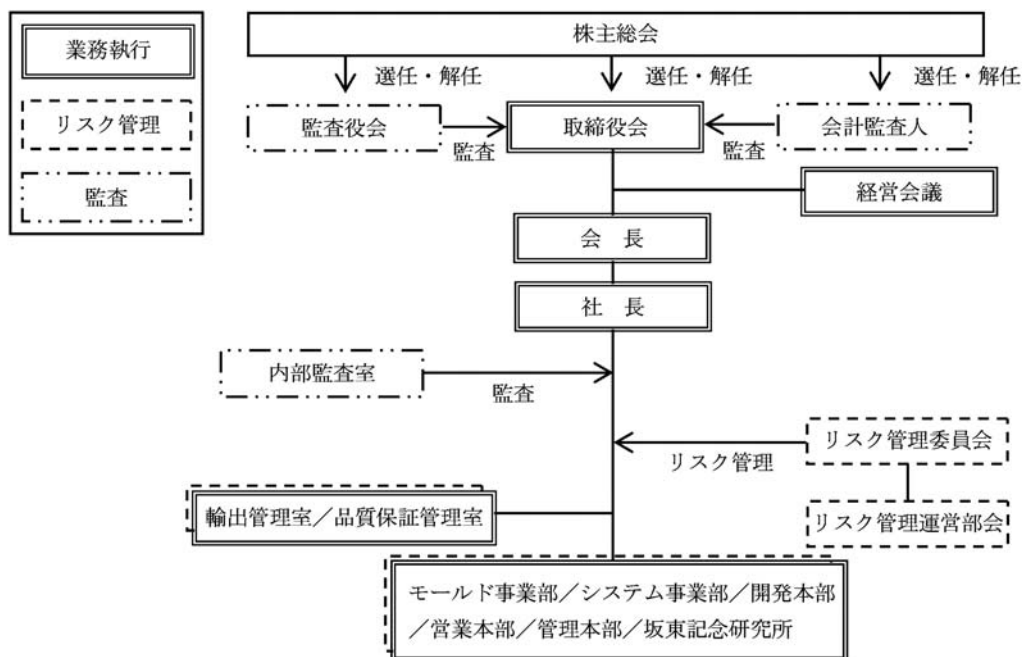 業務執行
リスク管理
監査
株主総会
選任・解任
選任・解任
選任・解任
監査役会
監査
取締役会
監査
会計監査人
経営会議
会 長
社 長
内部監査室
監査
リスク管理委員会
リスク管理
輸出管理室／品質保証管理室
リスク管理運営部会
モールド事業部／システム事業部／開発本部
／営業本部／管理本部／坂東記念研究所